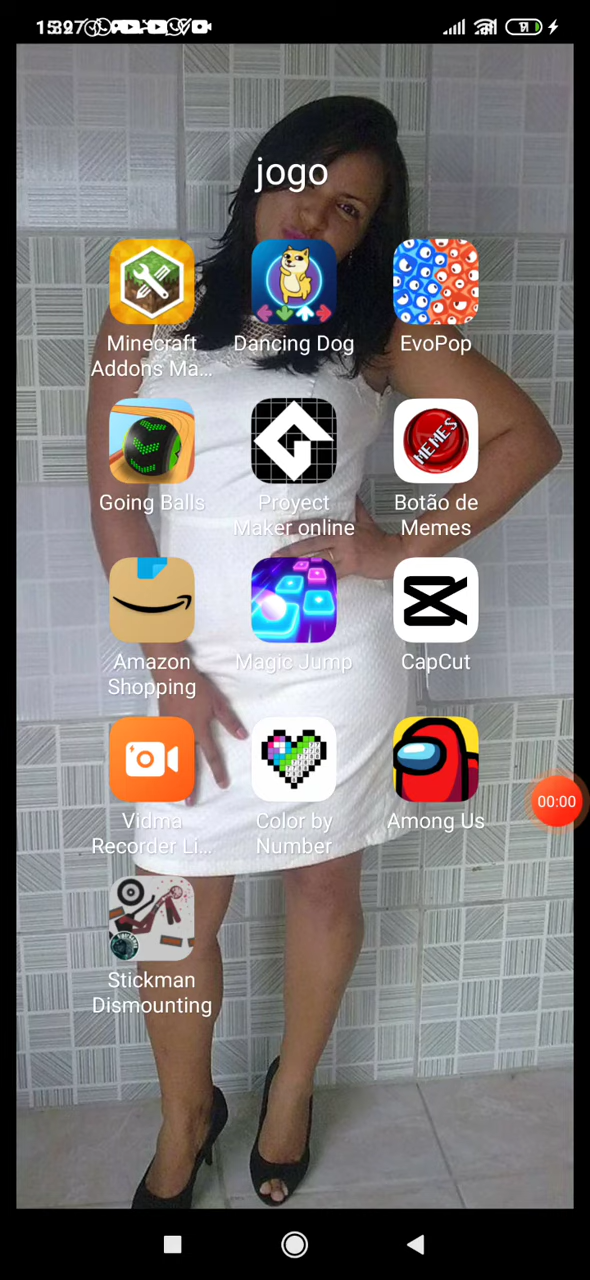 jogo
Minecraft
Addons Ma...
Dancing Dog
EvoPop
Going Balls
Proyect
Maker online
MEMES
Botão de
Memes
Amazon
Shopping
Magic Jump
CapCut
Vidma
Recorder Li...
Color by
Number
Among Us
00:00
Stickman
Dismounting